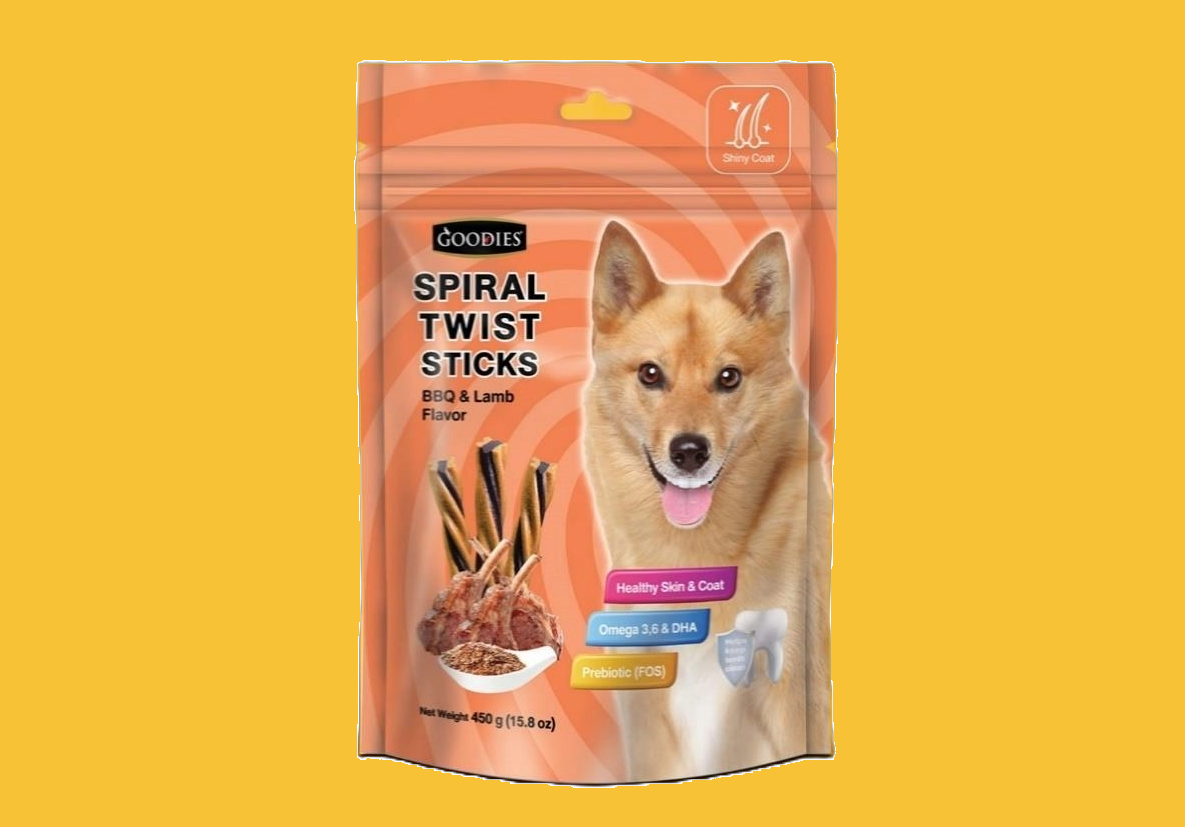 Shiny Coat
GOODIES
SPIRAL
TWIST
STICKS
BBQ & Lamb
Flavor
Healthy Skin & Coat
Omega 3,6 & DHA
Prebiotic (FOS)
Net Weight 450 g (15.8 oz)